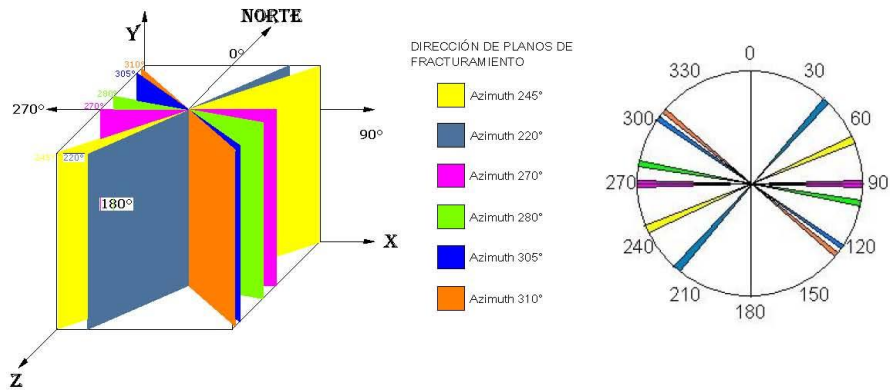 NORTE
Y
0°
310°
305°
280°
270°
270°
90°
245°
220°
180°
X
Z
DIRECCIÓN DE PLANOS DE
FRACTURAMIENTO
Azimuth 245°
Azimuth 220°
Azimuth 270°
Azimuth 280°
Azimuth 305°
Azimuth 310°
0
30
60
90
120
150
180
210
240
270
300
330